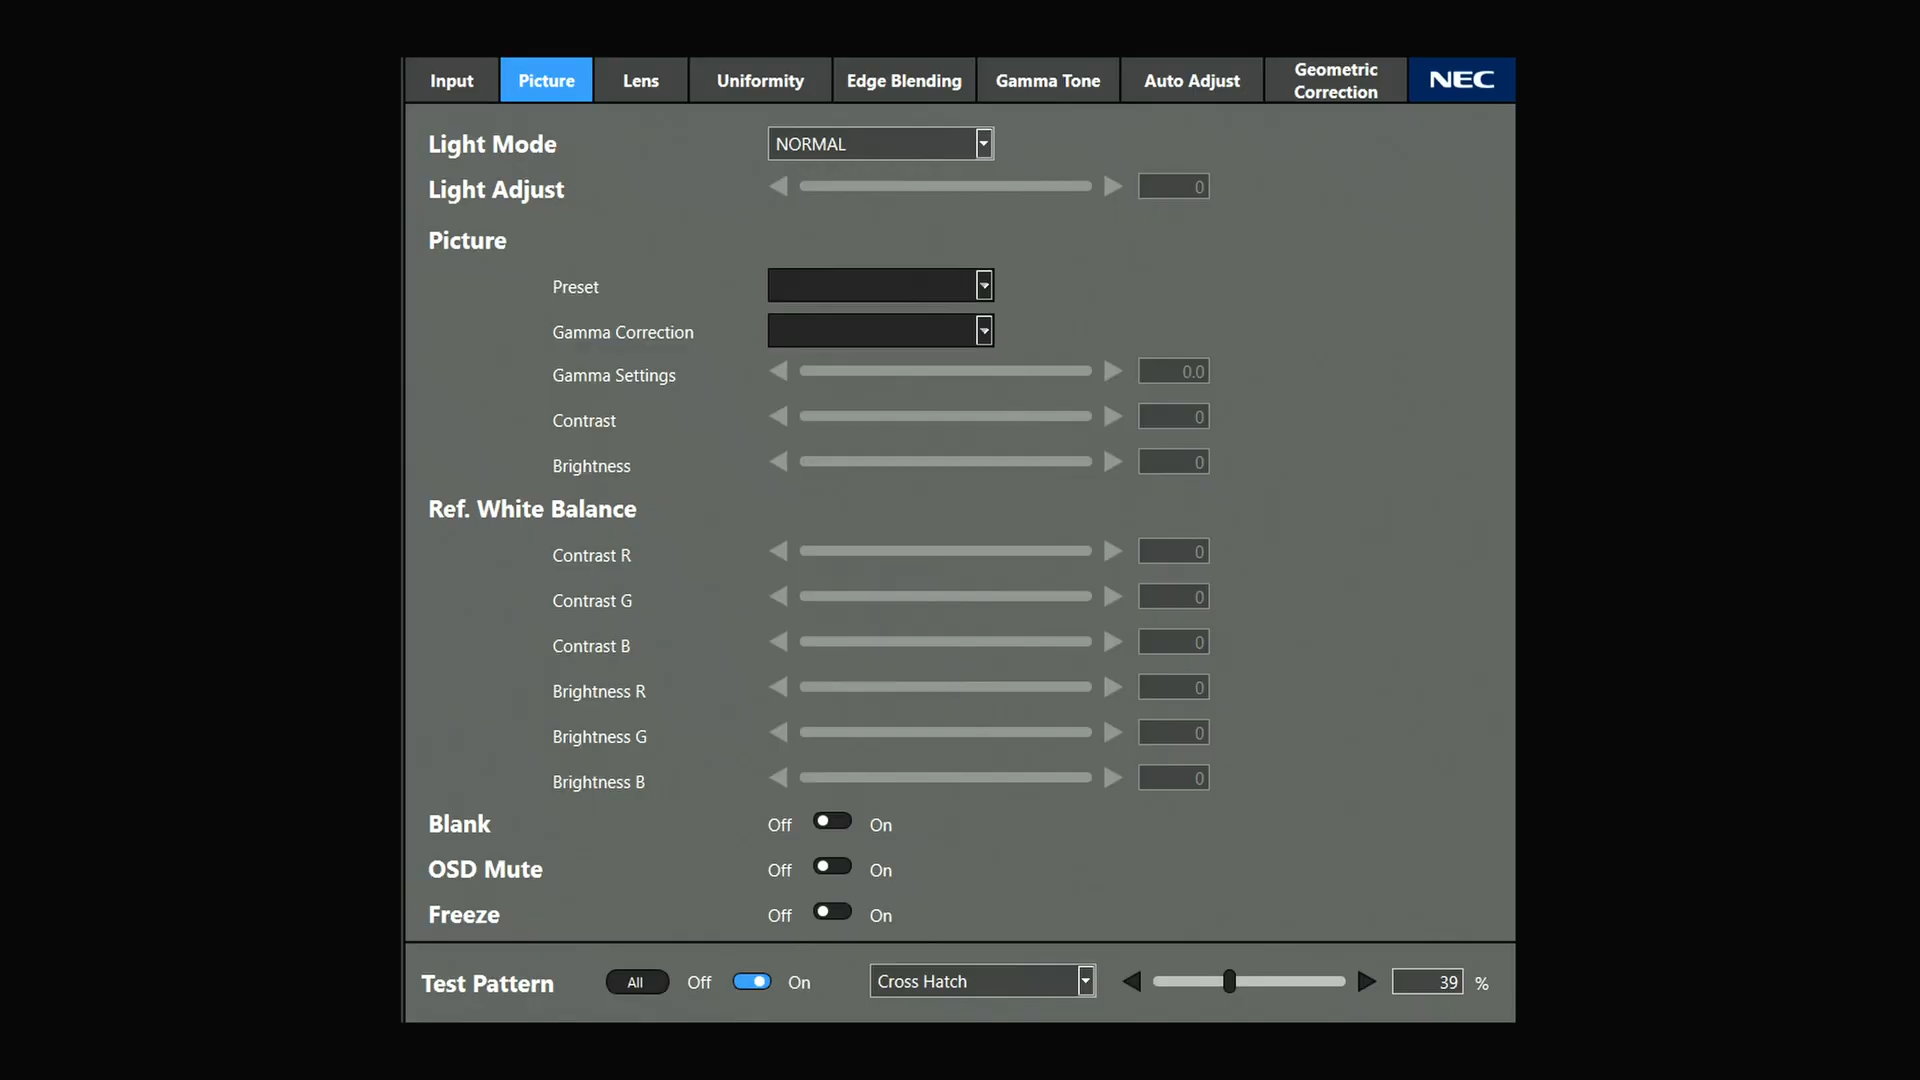 Input Picture Lens Uniformity Edge Blending Gamma Tone Auto Adjust Geometric Correction NEC
Light Mode NORMAL
Light Adjust 0
Picture
Preset
Gamma Correction
Gamma Settings 0.0
Contrast 0
Brightness 0
Ref. White Balance
Contrast R 0
Contrast G 0
Contrast B 0
Brightness R 0
Brightness G 0
Brightness B 0
Blank Off On
OSD Mute Off On
Freeze Off On
Test Pattern All Off On Cross Hatch 39 %